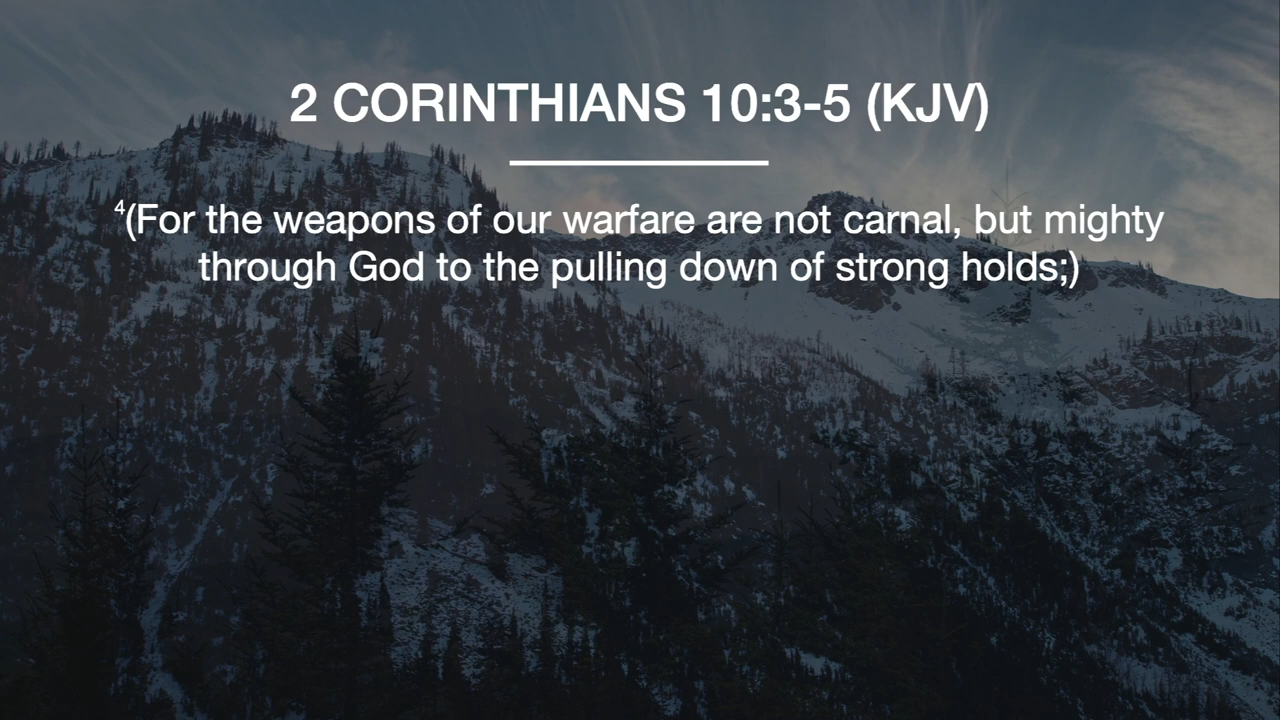 2 CORINTHIANS 10:3-5 (KJV)
⁴(For the weapons of our warfare are not carnal, but mighty
through God to the pulling down of strong holds;)